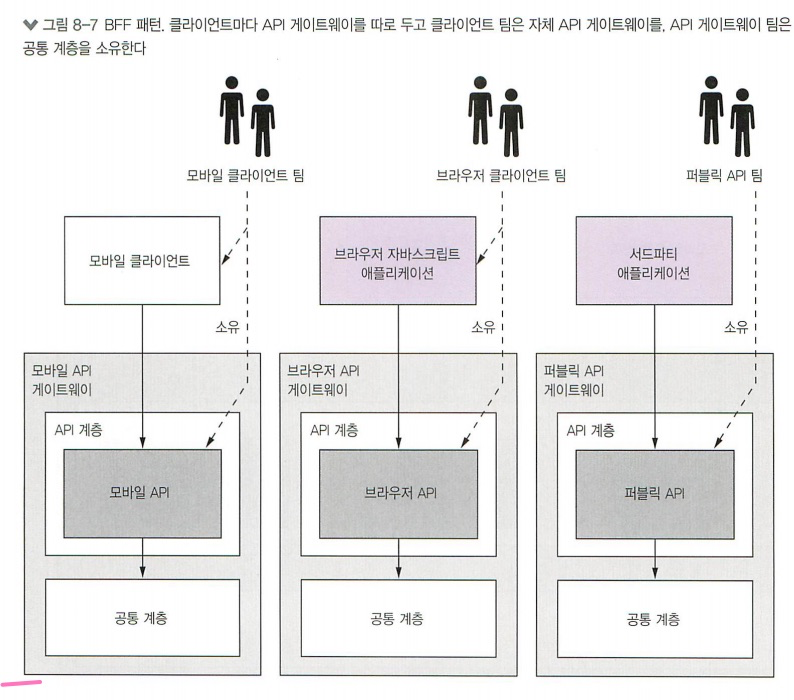 그림 8-7 BFF 패턴. 클라이언트마다 API 게이트웨이를 따로 두고 클라이언트 팀은 자체 API 게이트웨이를, API 게이트웨이 팀은
공통 계층을 소유한다
모바일 클라이언트 팀
브라우저 클라이언트 팀
퍼블릭 API 팀
모바일 클라이언트
브라우저 자바스크립트
애플리케이션
서드파티
애플리케이션
소유
소유
소유
모바일 API
게이트웨이
브라우저 API
게이트웨이
퍼블릭 API
게이트웨이
API 계층
API 계층
API 계층
모바일 API
브라우저 API
퍼블릭 API
공통 계층
공통 계층
공통 계층